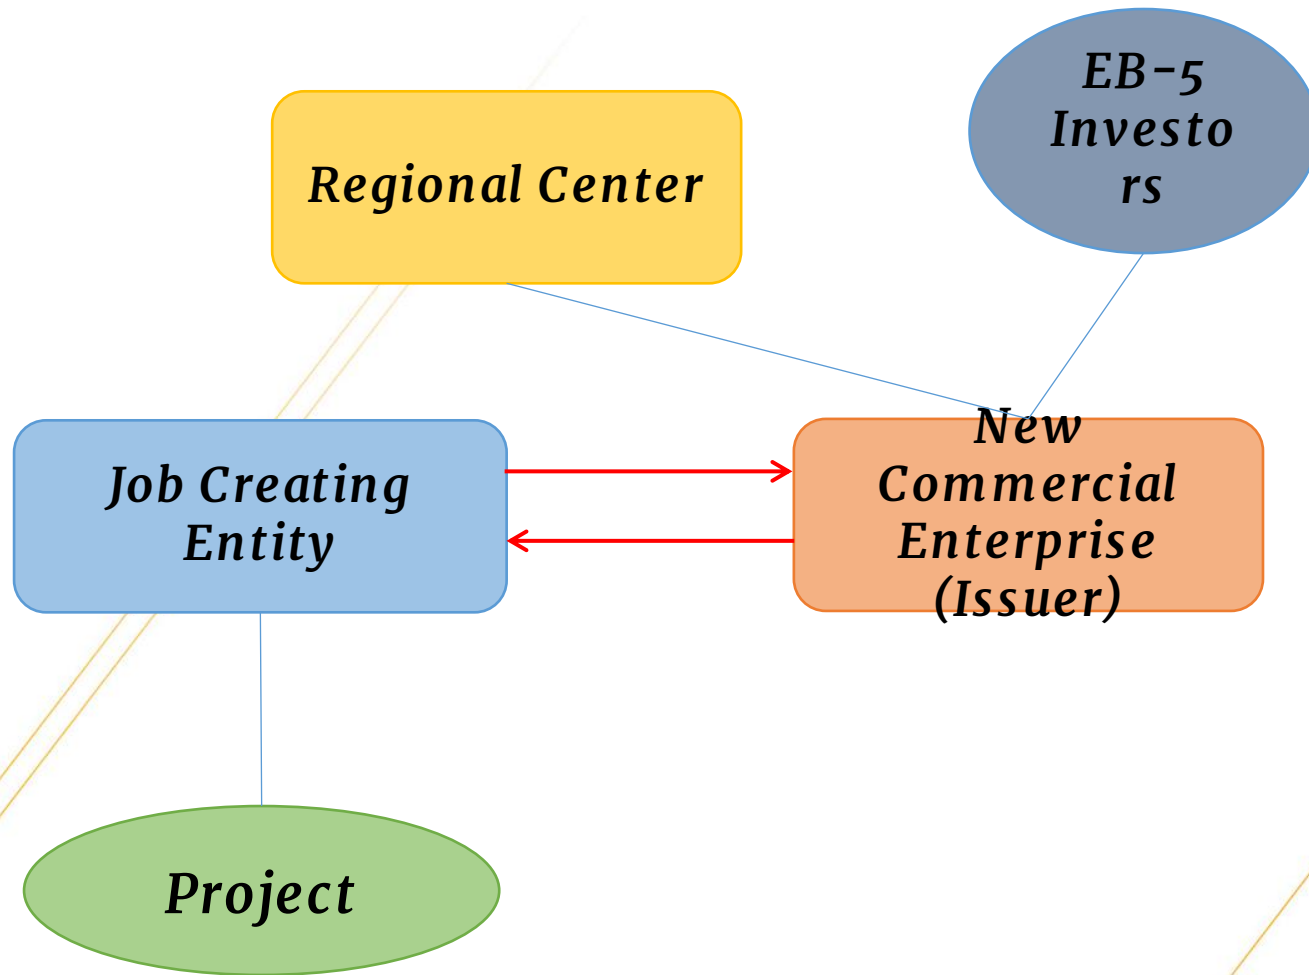 EB-5
Investo
rs
Regional Center
Job Creating
Entity
New
Commercial
Enterprise
(Issuer)
Project